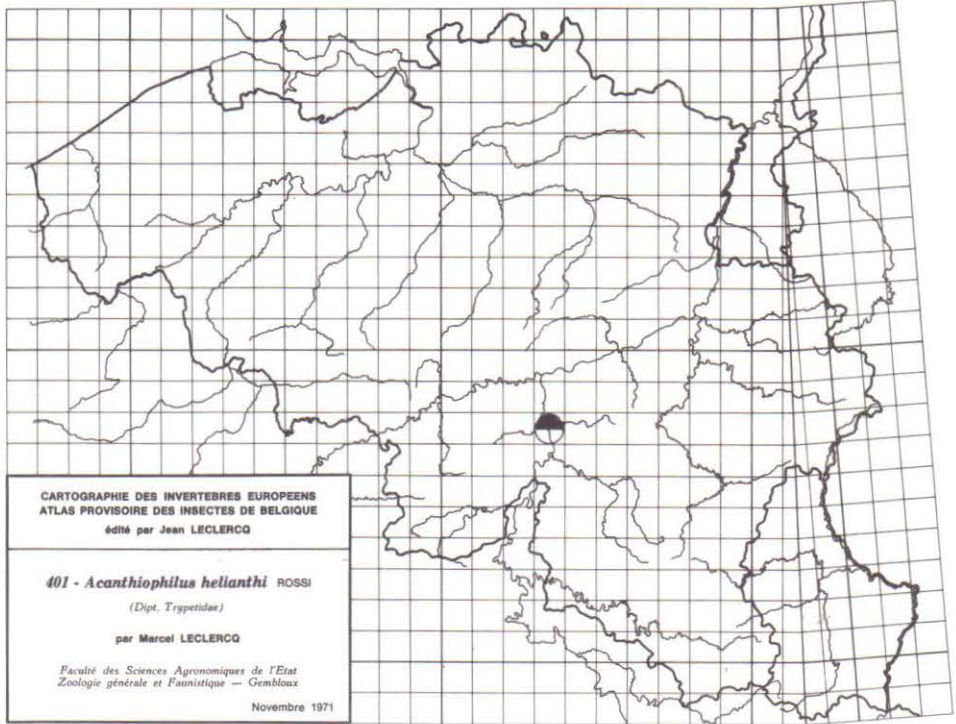 CARTOGRAPHIE DES INVERTEBRES EUROPEENS
ATLAS PROVISOIRE DES INSECTES DE BELGIQUE
édité par Jean LECLERCQ
401 - Acanthiophilus helianthi ROSSI
(Dipt. Trypetidae)
par Marcel LECLERCQ
Faculté des Sciences Agronomiques de l'Etat
Zoologie générale et Faunistique — Gembloux
Novembre 1971